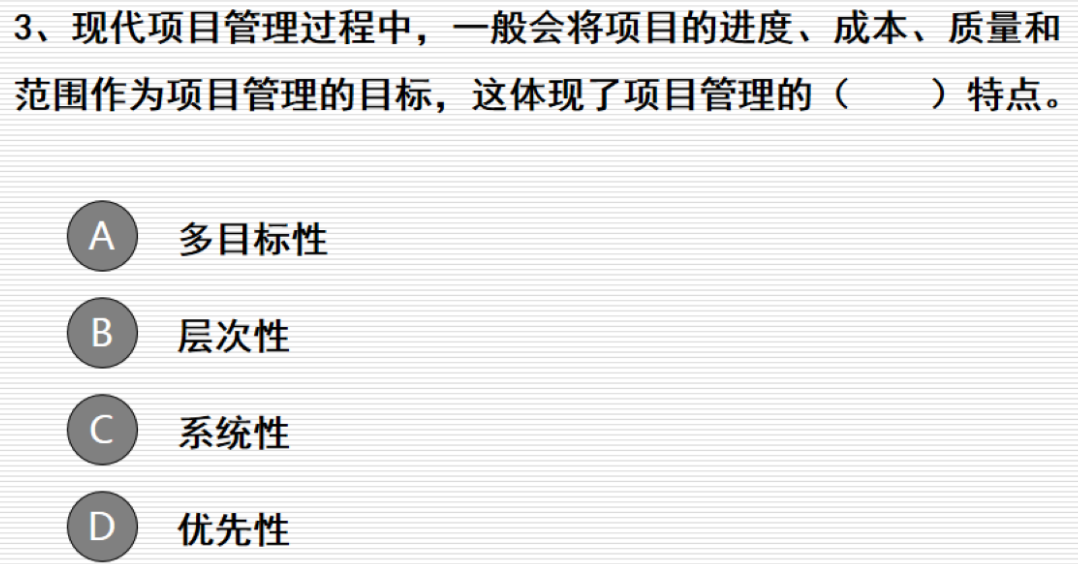 3、现代项目管理过程中，一般会将项目的进度、成本、质量和
范围作为项目管理的目标，这体现了项目管理的（　　）特点。
A 多目标性
B 层次性
C 系统性
D 优先性